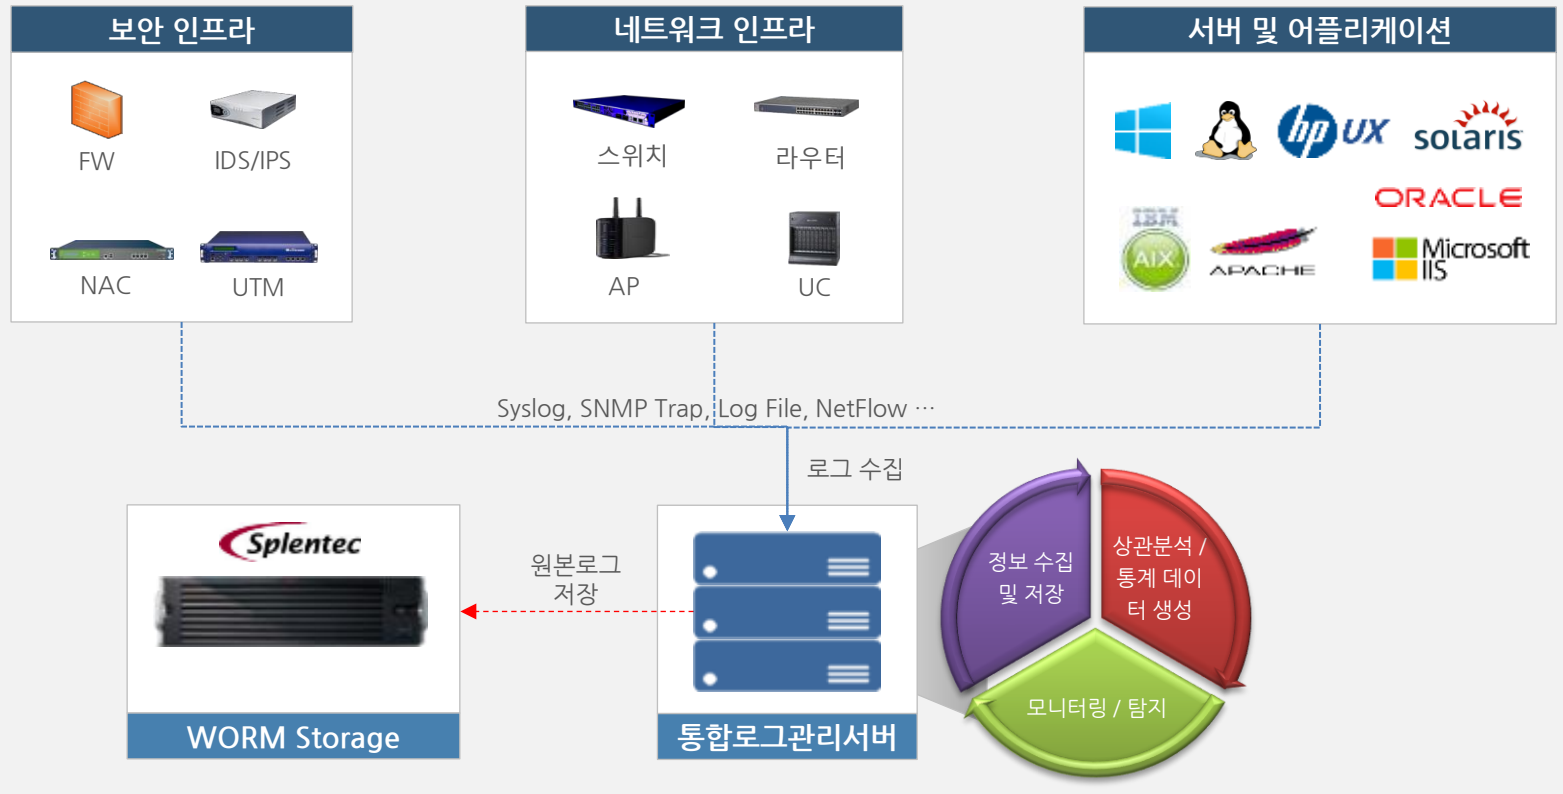 보안 인프라
FW
IDS/IPS
NAC
UTM
네트워크 인프라
스위치
라우터
AP
UC
서버 및 어플리케이션
hp UX
solaris
ORACLE
IBM
AIX
APACHE
Microsoft
IIS
Syslog, SNMP Trap, Log File, NetFlow ···
로그 수집
Splentec
WORM Storage
원본로그
저장
통합로그관리서버
정보 수집
및 저장
상관분석 /
통계 데이
터 생성
모니터링 / 탐지